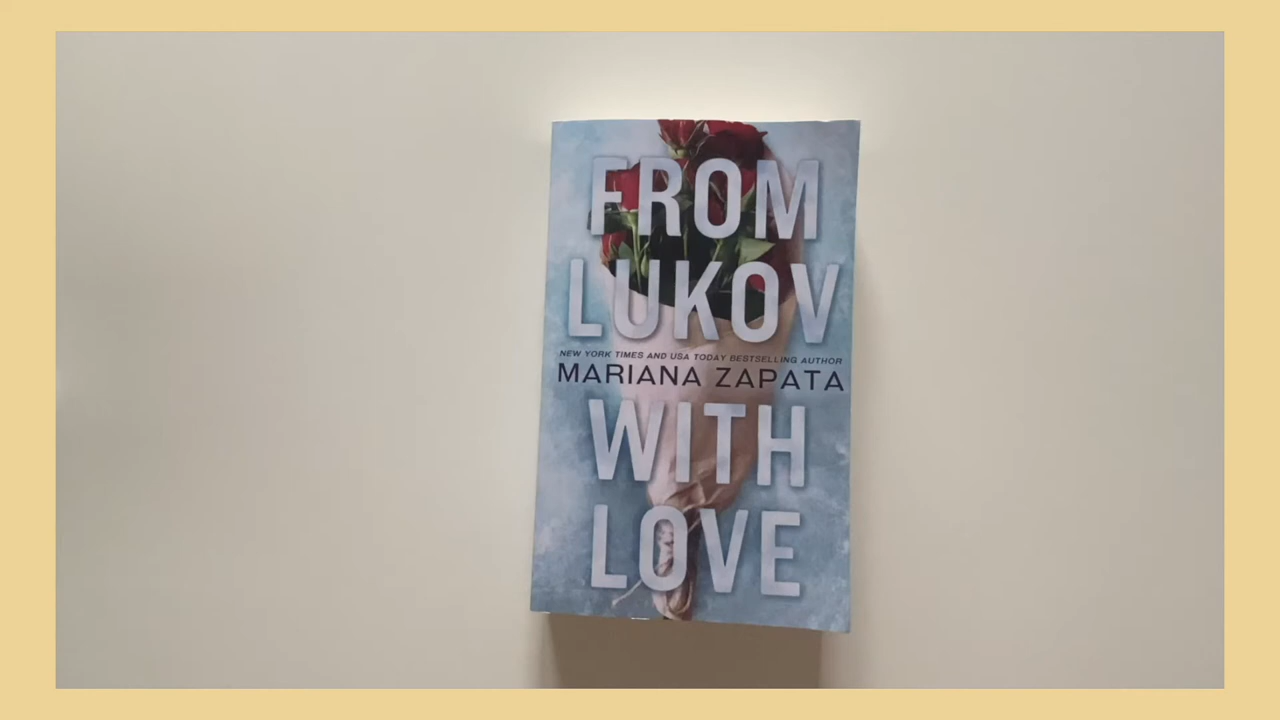 FROM
LUKOV
NEW YORK TIMES AND USA TODAY BESTSELLING AUTHOR
MARIANA ZAPATA
WITH
LOVE